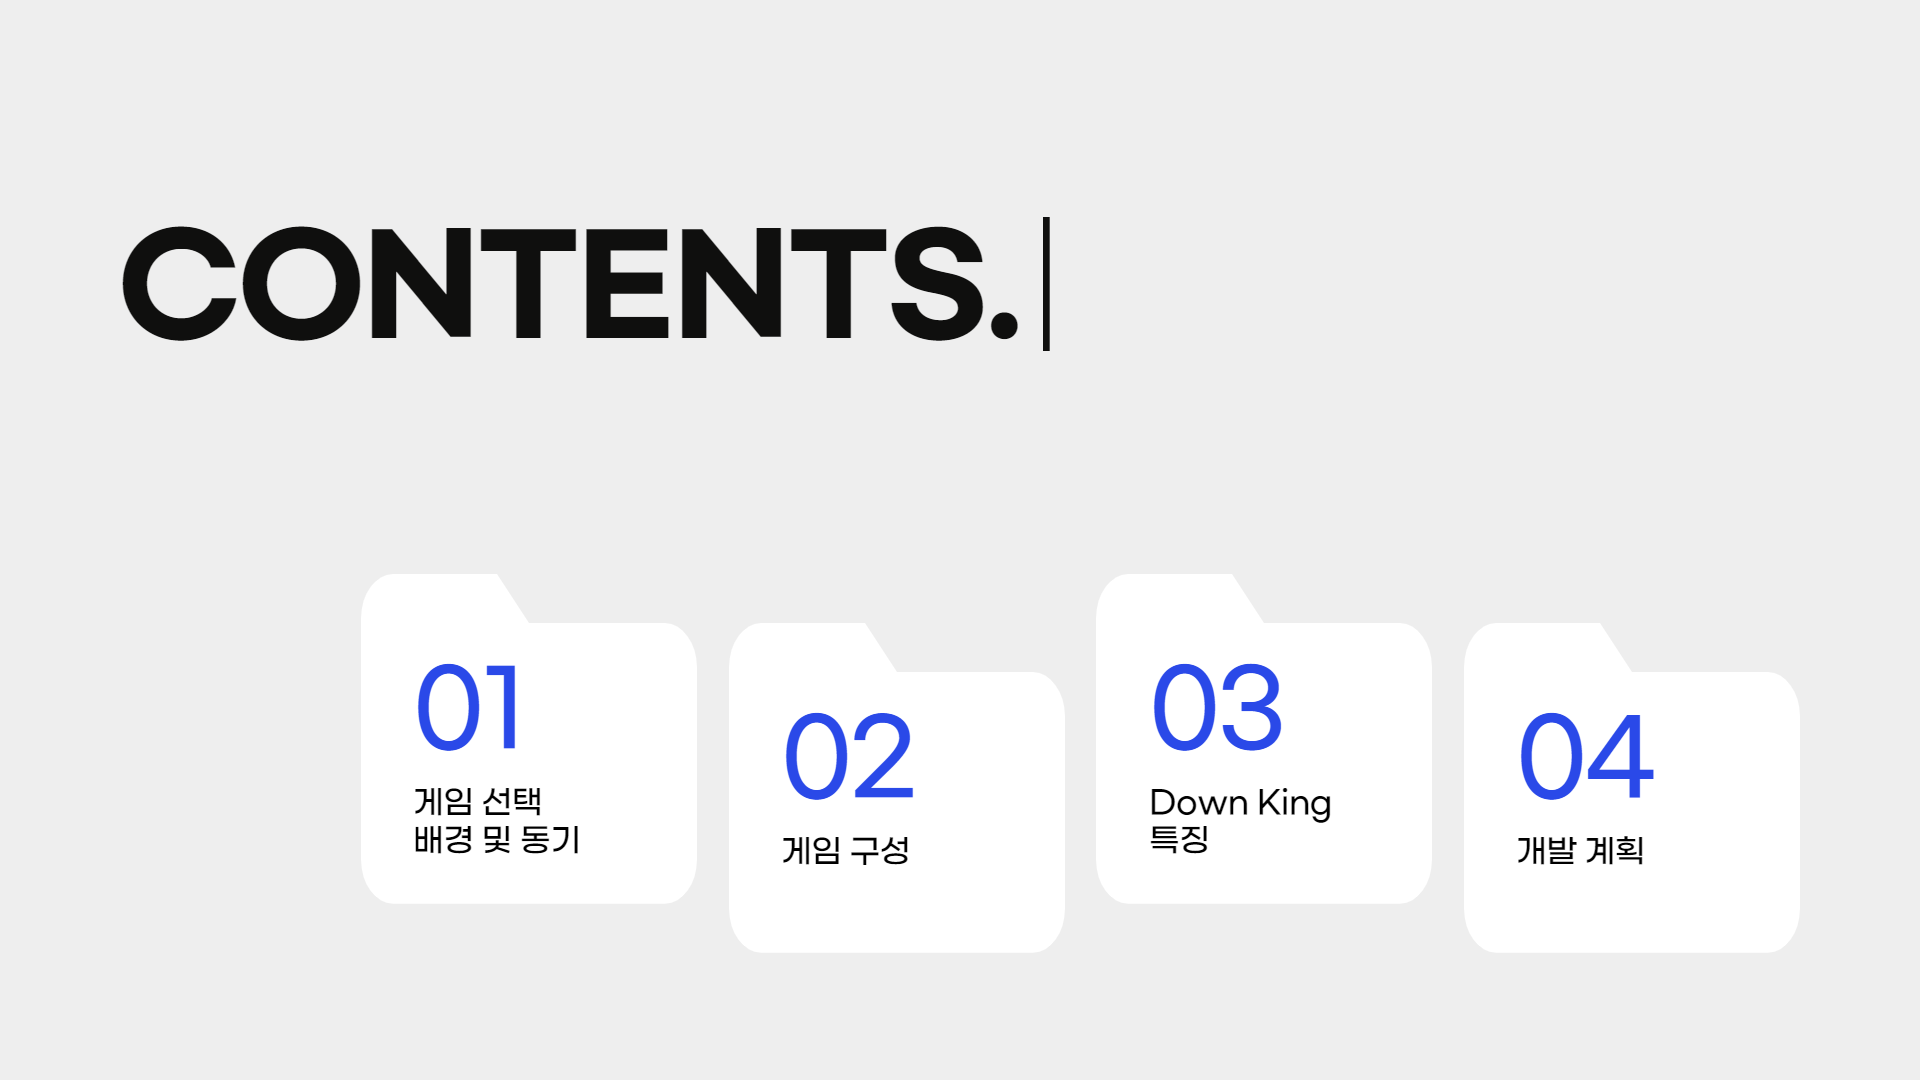 CONTENTS.
01
게임 선택
배경 및 동기
02
게임 구성
03
Down King
특징
04
개발 계획